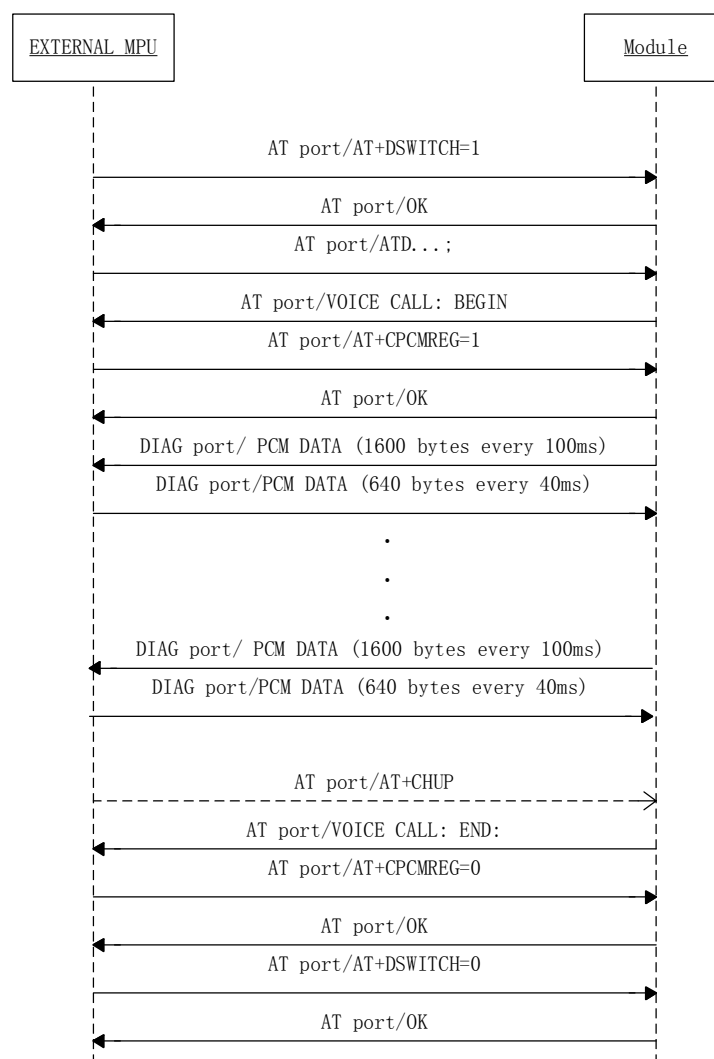 EXTERNAL MPU
Module
AT port/AT+DSWITCH=1
AT port/OK
AT port/ATD...;
AT port/VOICE CALL: BEGIN
AT port/AT+CPCMREG=1
AT port/OK
DIAG port/ PCM DATA (1600 bytes every 100ms)
DIAG port/PCM DATA (640 bytes every 40ms)
.
.
.
DIAG port/ PCM DATA (1600 bytes every 100ms)
DIAG port/PCM DATA (640 bytes every 40ms)
AT port/AT+CHUP
AT port/VOICE CALL: END:
AT port/AT+CPCMREG=0
AT port/OK
AT port/AT+DSWITCH=0
AT port/OK